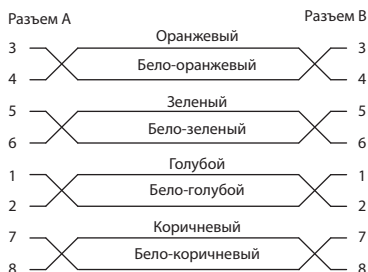 Разъем А Разъем В
Оранжевый
3 3
Бело-оранжевый
4 4
Зеленый
5 5
Бело-зеленый
6 6
Голубой
1 1
Бело-голубой
2 2
Коричневый
7 7
Бело-коричневый
8 8